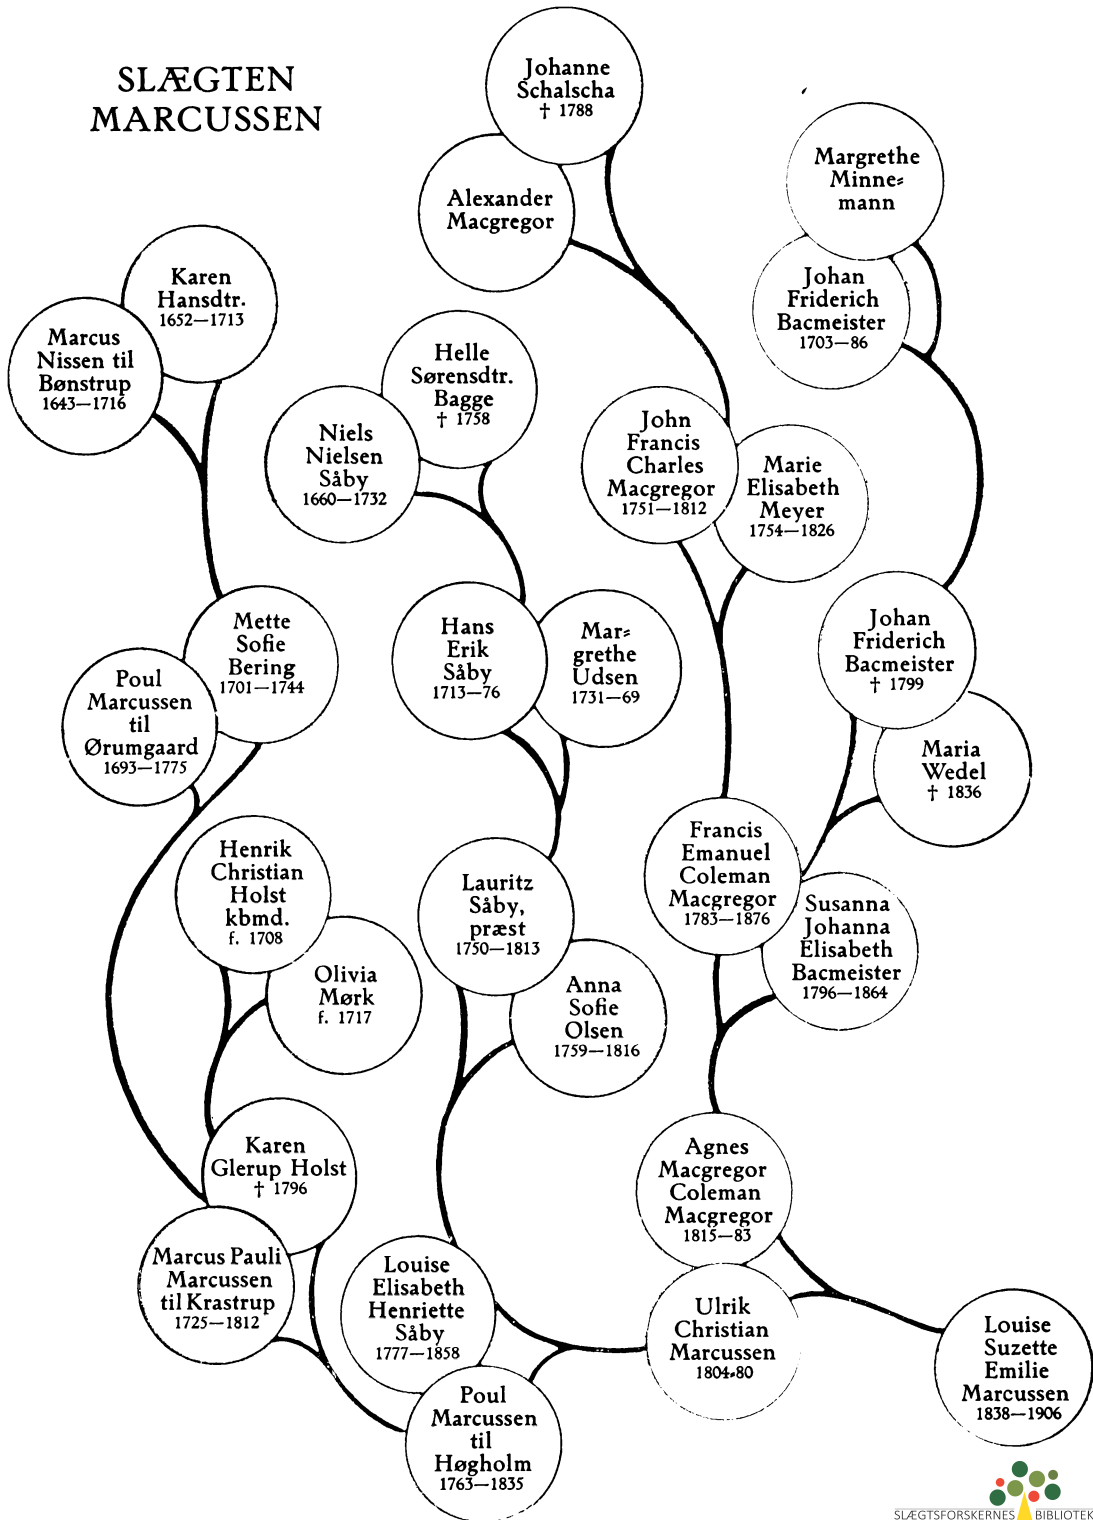 SLÆGTEN
MARCUSSEN
Johanne
Schalscha
† 1788
Alexander
Macgregor
Margrethe
Minne=
mann
Johan
Friderich
Bacmeister
1703—86
Karen
Hansdtr.
1652—1713
Marcus
Nissen til
Bønstrup
1643—1716
Helle
Sørensdtr.
Bagge
† 1758
Niels
Nielsen
Såby
1660—1732
John
Francis
Charles
Macgregor
1751—1812
Marie
Elisabeth
Meyer
1754—1826
Mette
Sofie
Bering
1701—1744
Poul
Marcussen
til
Ørumgaard
1693—1775
Hans
Erik
Såby
1713—76
Mar=
grethe
Udsen
1731—69
Johan
Friderich
Bacmeister
† 1799
Maria
Wedel
† 1836
Henrik
Christian
Holst
kbmd.
f. 1708
Olivia
Mørk
f. 1717
Lauritz
Såby,
præst
1750—1813
Anna
Sofie
Olsen
1759—1816
Francis
Emanuel
Coleman
Macgregor
1783—1876
Susanna
Johanna
Elisabeth
Bacmeister
1796—1864
Karen
Glerup Holst
† 1796
Marcus Pauli
Marcussen
til Krastrup
1725—1812
Louise
Elisabeth
Henriette
Såby
1777—1858
Poul
Marcussen
til
Høgholm
1763—1835
Agnes
Macgregor
Coleman
Macgregor
1815—83
Ulrik
Christian
Marcussen
1804=80
Louise
Suzette
Emilie
Marcussen
1838—1906
SLÆGTSFORSKERNES BIBLIOTEK